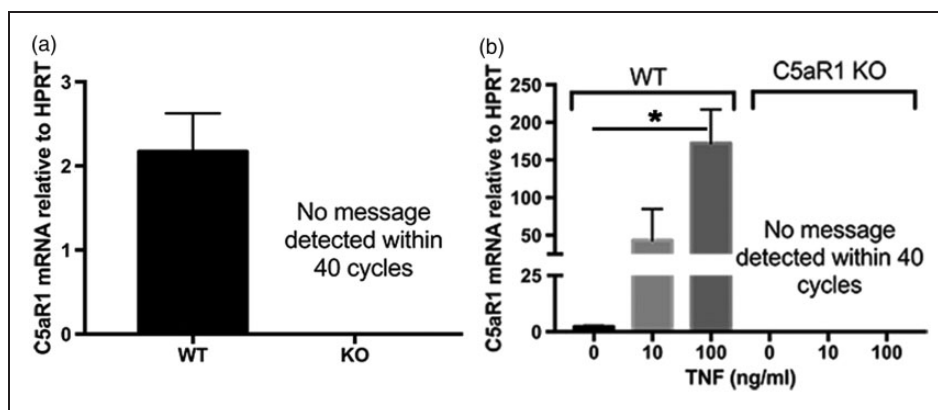 (a)
C5aR1 mRNA relative to HPRT
3
2
1
0
No message
detected within
40 cycles
WT
KO
(b)
C5aR1 mRNA relative to HPRT
WT
C5aR1 KO
250
200
150
100
50
25
0
*
No message
detected within 40
cycles
0 10 100 0 10 100
TNF (ng/ml)